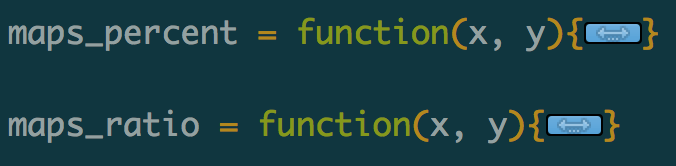 maps_percent = function(x, y){}
maps_ratio = function(x, y){}